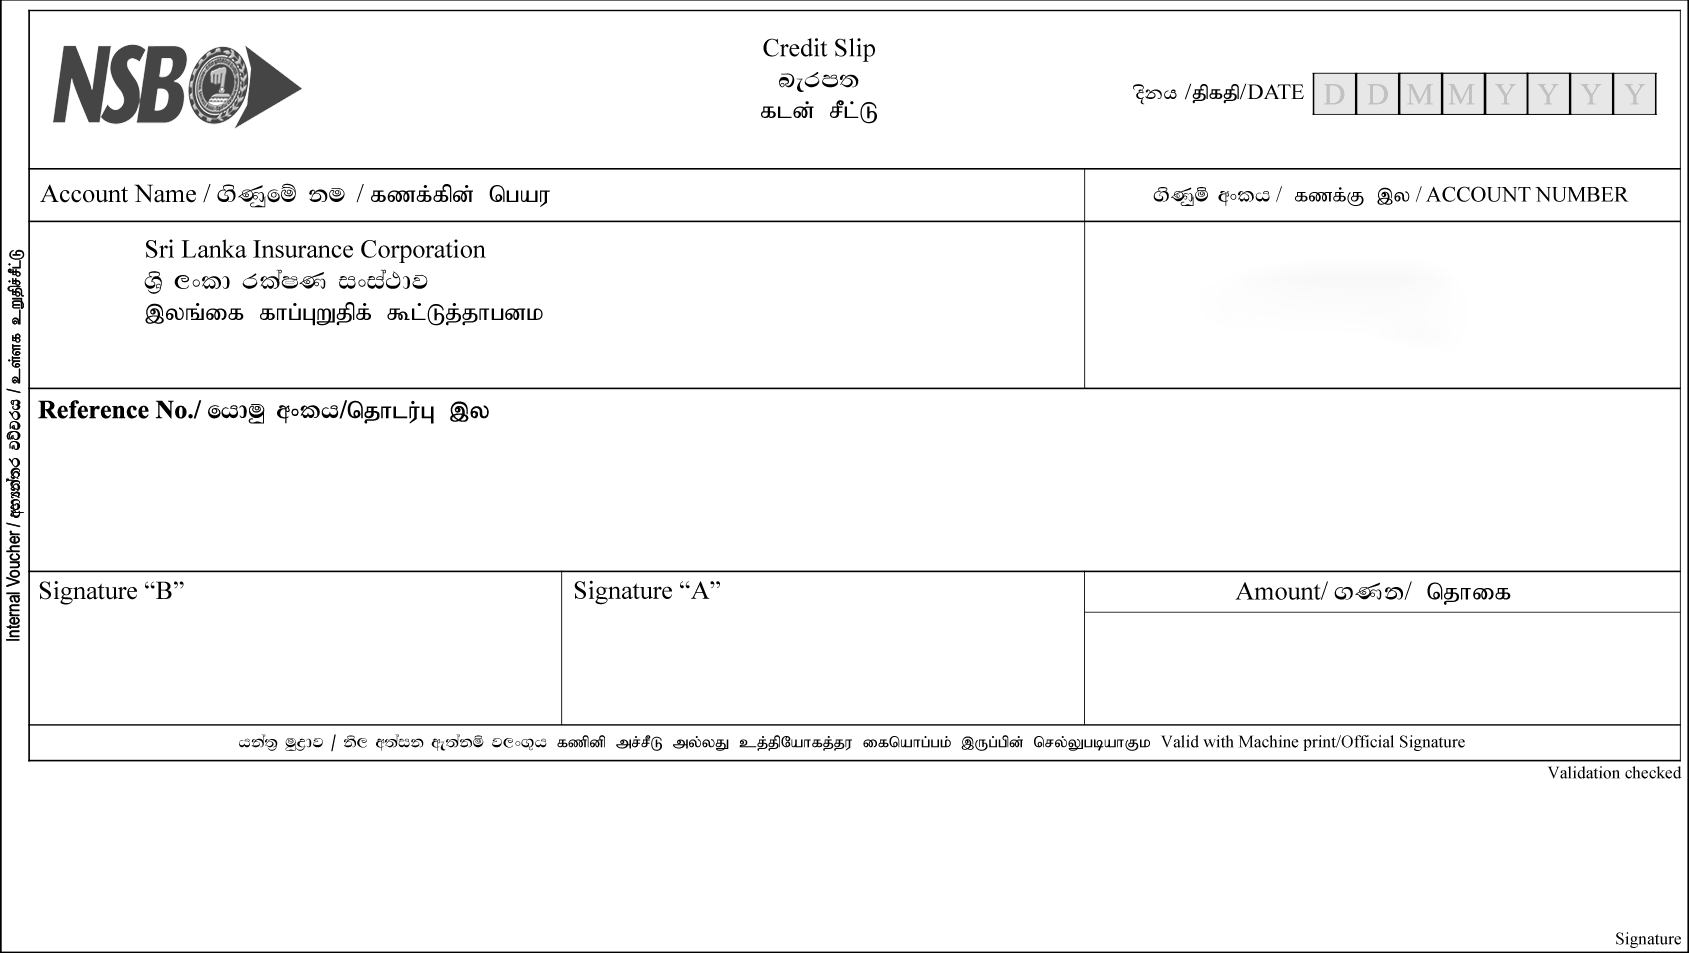 NSB
Credit Slip
බැරපත
கடன் சீட்டு
දිනය /திகதி/DATE D D M M Y Y Y Y
Account Name / ගිණුමේ නම / கணக்கின் பெயர
ගිණුම් අංකය / கணக்கு இல / ACCOUNT NUMBER
Sri Lanka Insurance Corporation
ශ්‍රී ලංකා රක්ෂණ සංස්ථාව
இலங்கை காப்புறுதிக் கூட்டுத்தாபனம
Reference No./ යොමු අංකය/தொடர்பு இல
Signature “B”
Signature “A”
Amount/ ගණන/ தொகை
යන්ත්‍ර මුද්‍රාව / නිල අත්සන ඇත්නම් වලංගුය கணினி அச்சீடு அல்லது உத்தியோகத்தர கையொப்பம் இருப்பின் செல்லுபடியாகும Valid with Machine print/Official Signature
Validation checked
Signature
Internal Voucher / අභ්‍යන්තර වවුචරය / உள்ளக உறுதிச்சீட்டு